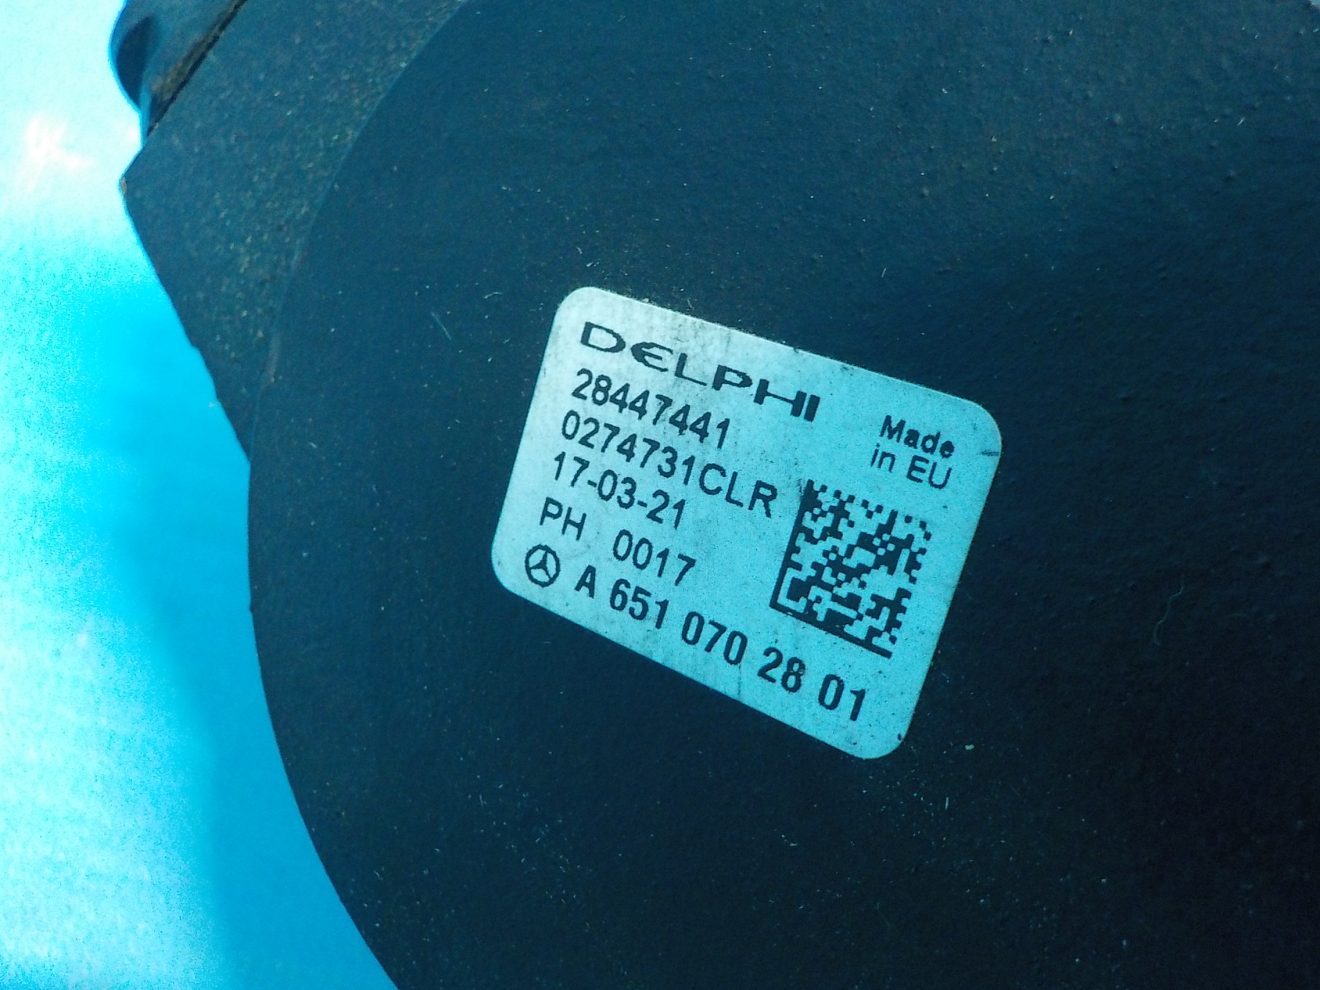 DELPHI
28447441
0274731CLR
17-03-21
PH 0017
A 651 070 28 01
Made
in EU